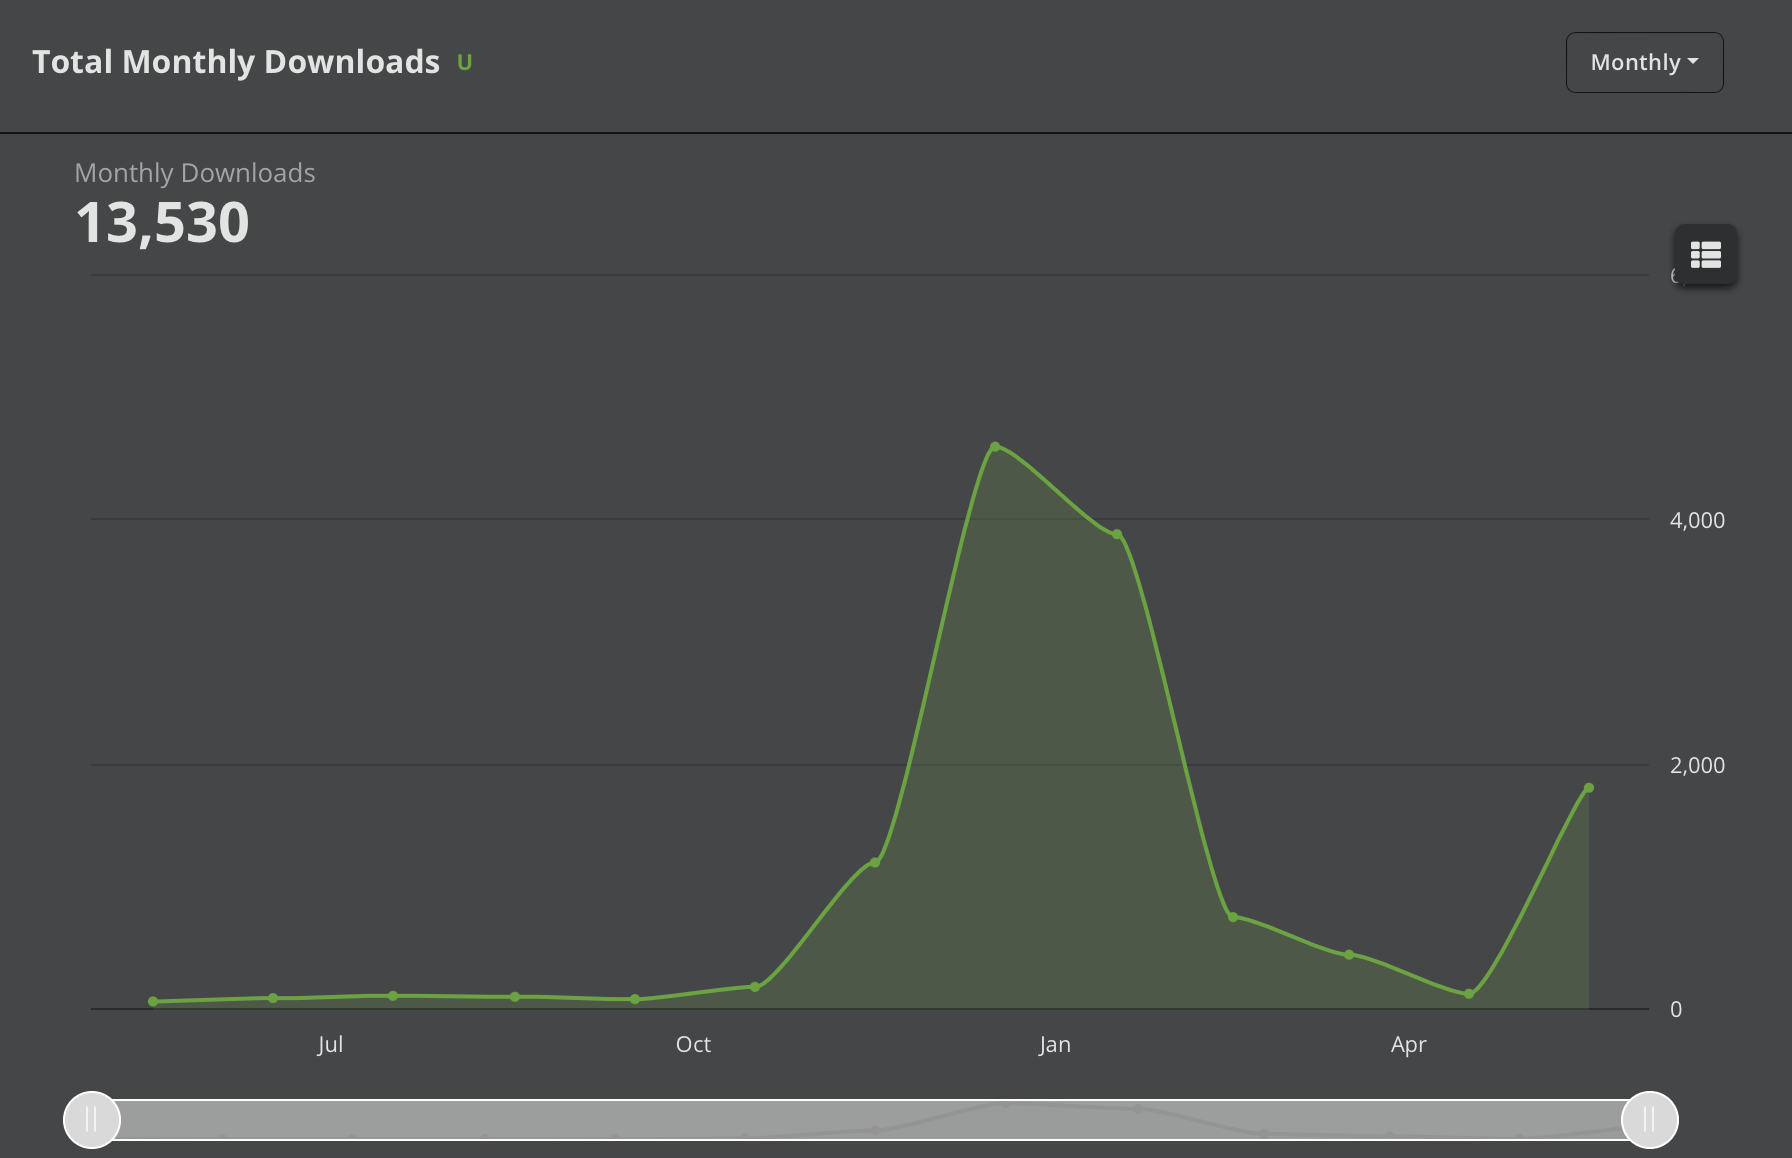 Total Monthly Downloads U
Monthly
Monthly Downloads
13,530
4,000
2,000
0
Jul Oct Jan Apr